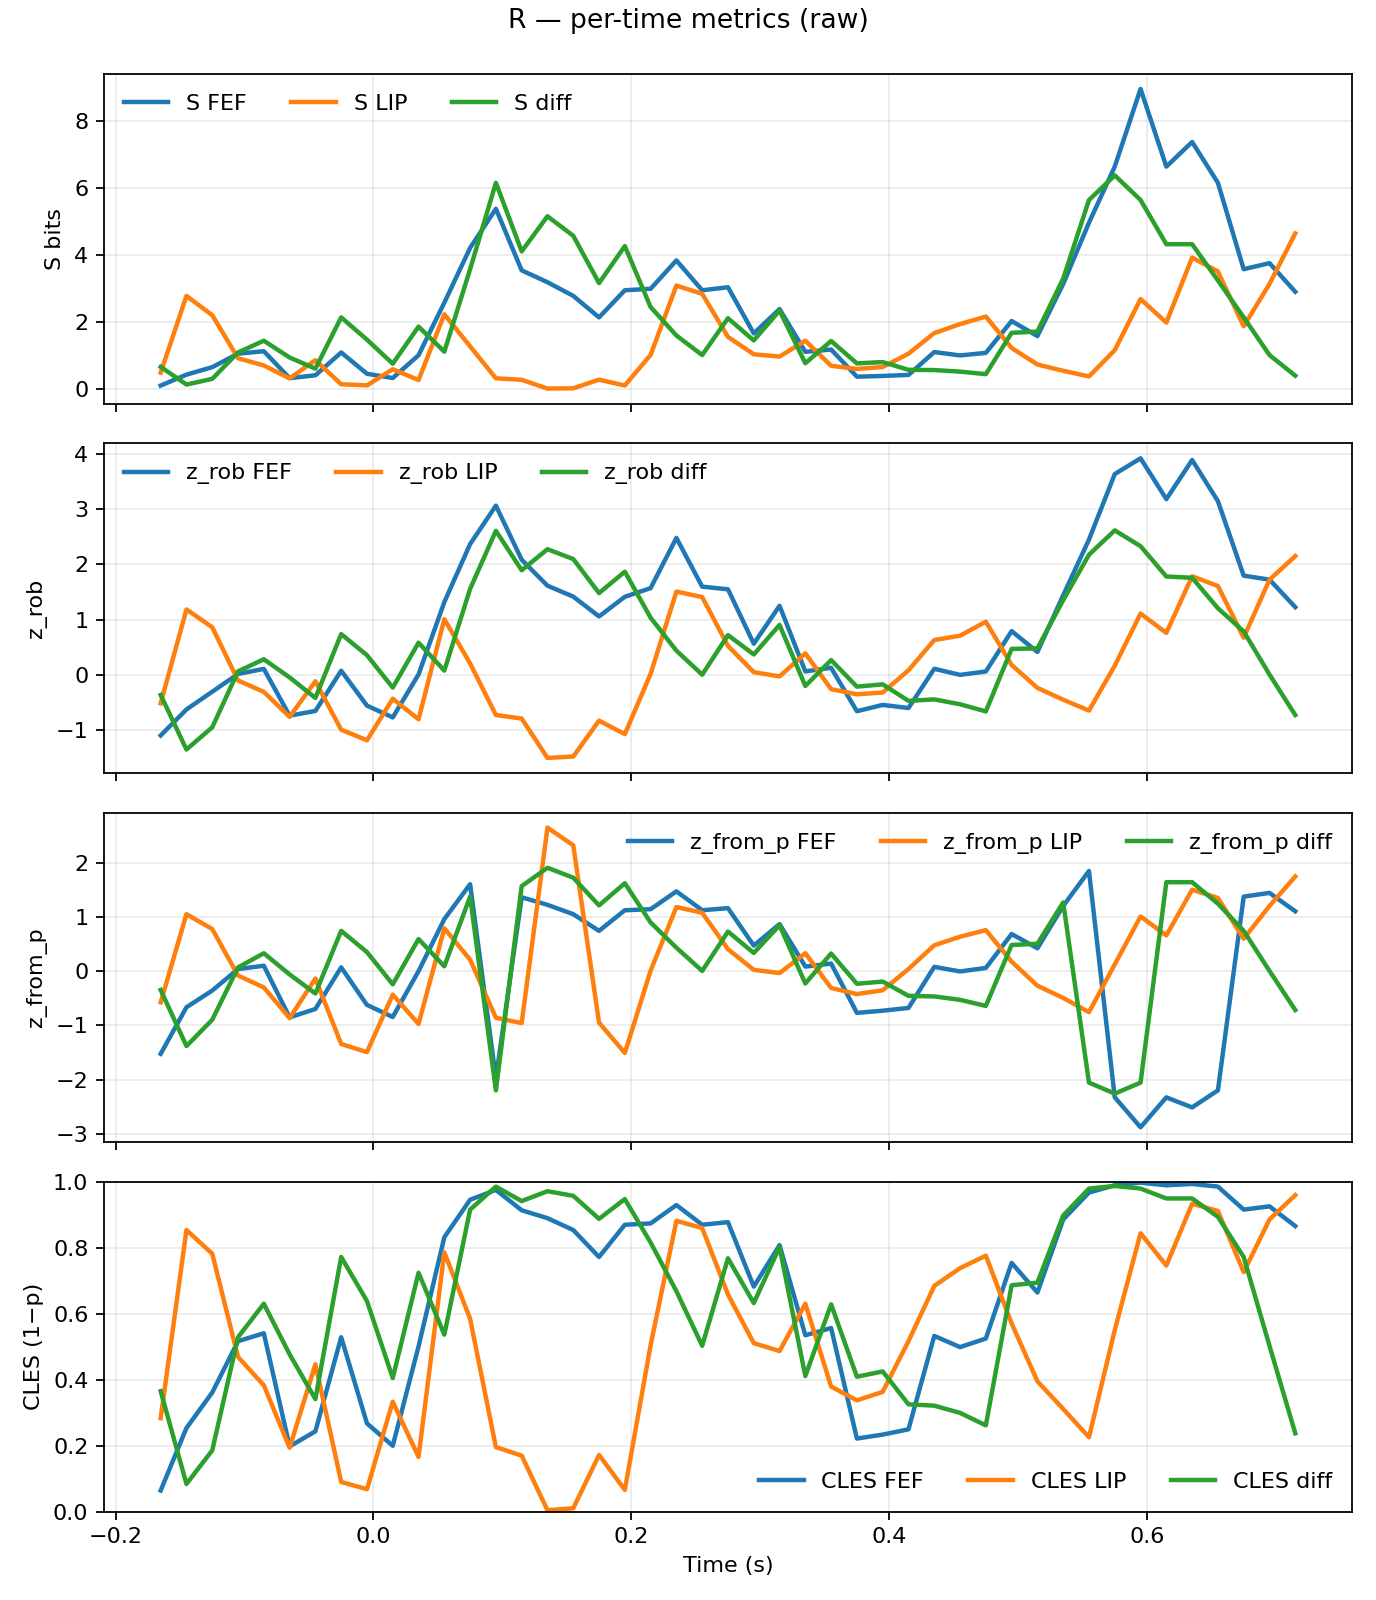 R — per-time metrics (raw)
S FEF S LIP S diff
8
6
4
2
0
S bits
z_rob FEF z_rob LIP z_rob diff
4
3
2
1
0
−1
z_rob
z_from_p FEF z_from_p LIP z_from_p diff
2
1
0
−1
−2
−3
z_from_p
1.0
0.8
0.6
0.4
0.2
0.0
CLES (1−p)
CLES FEF CLES LIP CLES diff
−0.2 0.0 0.2 0.4 0.6
Time (s)